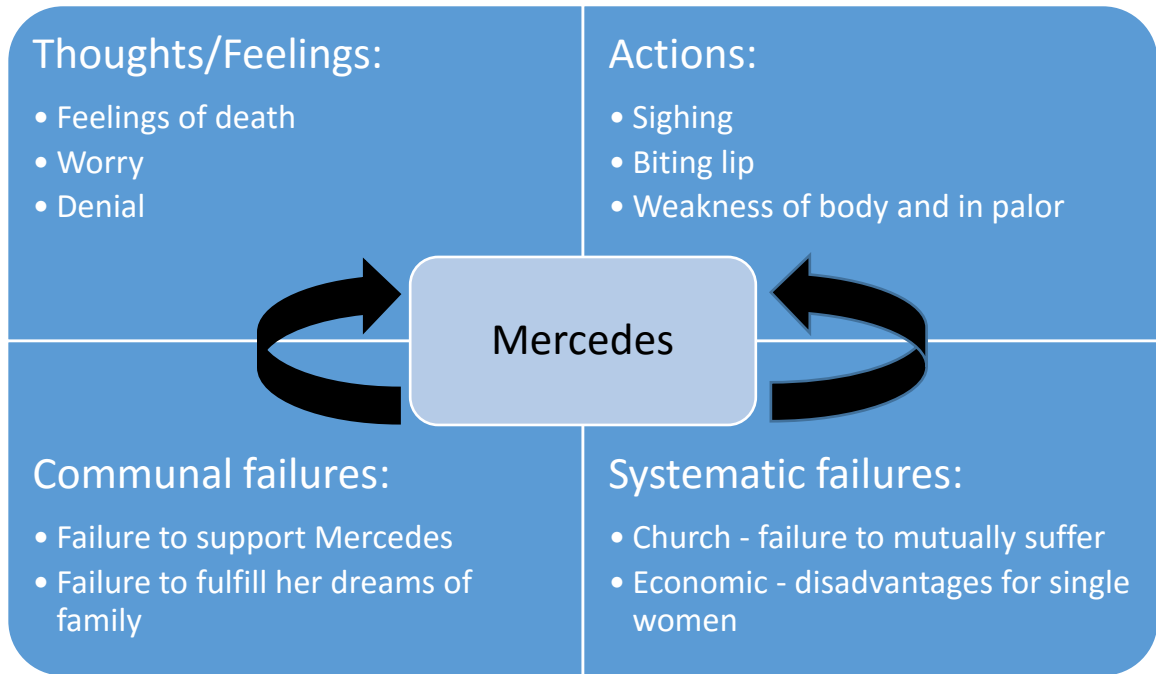 Thoughts/Feelings:
• Feelings of death
• Worry
• Denial
Actions:
• Sighing
• Biting lip
• Weakness of body and in palor
Mercedes
Communal failures:
• Failure to support Mercedes
• Failure to fulfill her dreams of
family
Systematic failures:
• Church - failure to mutually suffer
• Economic - disadvantages for single
women